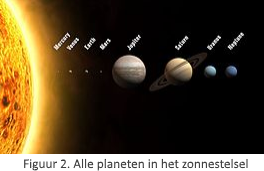 Mercury
Venus
Earth
Mars
Jupiter
Saturn
Uranus
Neptune
Figuur 2. Alle planeten in het zonnestelsel